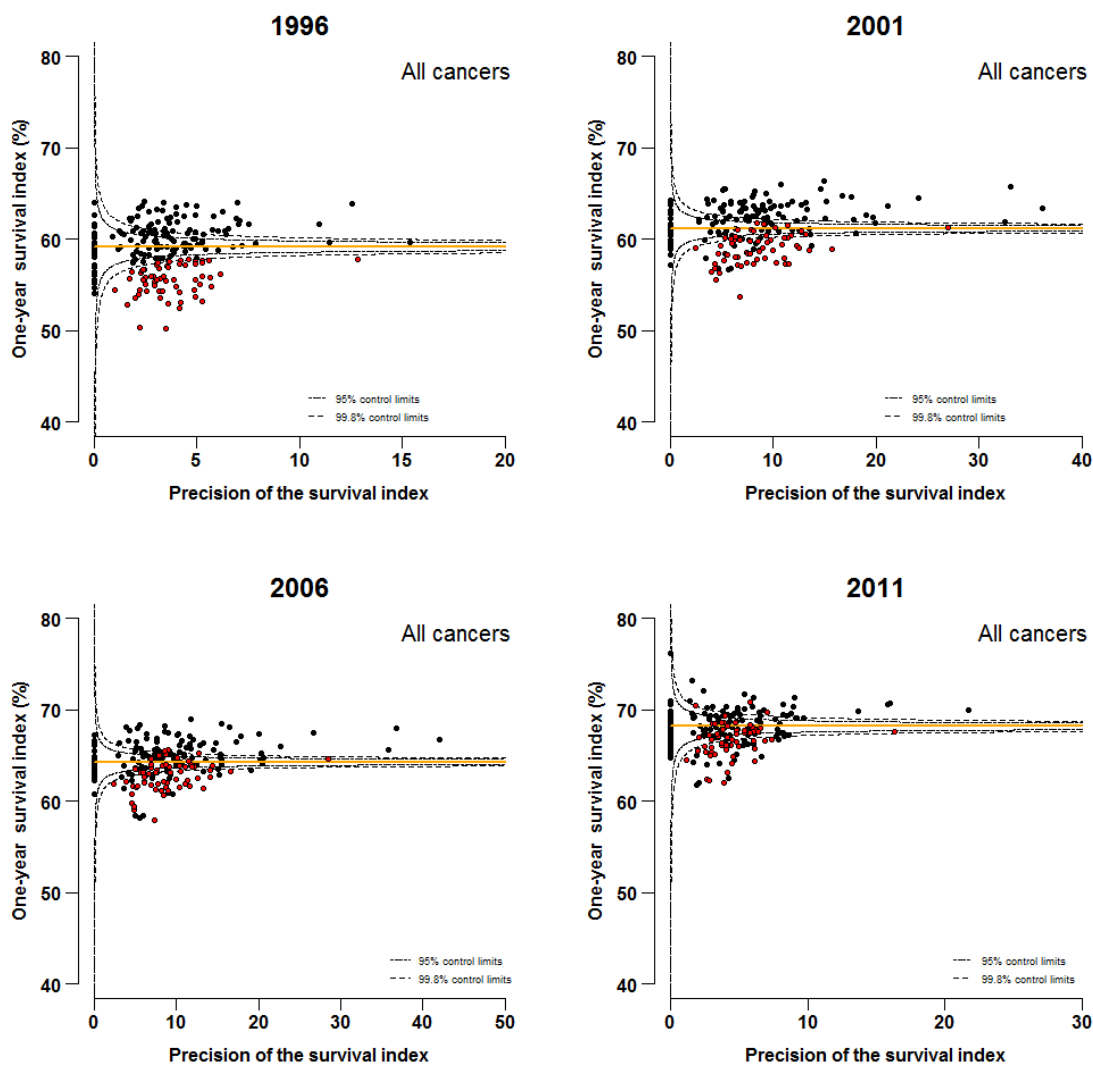 1996
All cancers
One-year survival index (%)
80
70
60
50
40
95% control limits
99.8% control limits
0 5 10 15 20
Precision of the survival index
2001
All cancers
One-year survival index (%)
80
70
60
50
40
95% control limits
99.8% control limits
0 10 20 30 40
Precision of the survival index
2006
All cancers
One-year survival index (%)
80
70
60
50
40
95% control limits
99.8% control limits
0 10 20 30 40 50
Precision of the survival index
2011
All cancers
One-year survival index (%)
80
70
60
50
40
95% control limits
99.8% control limits
0 10 20 30
Precision of the survival index